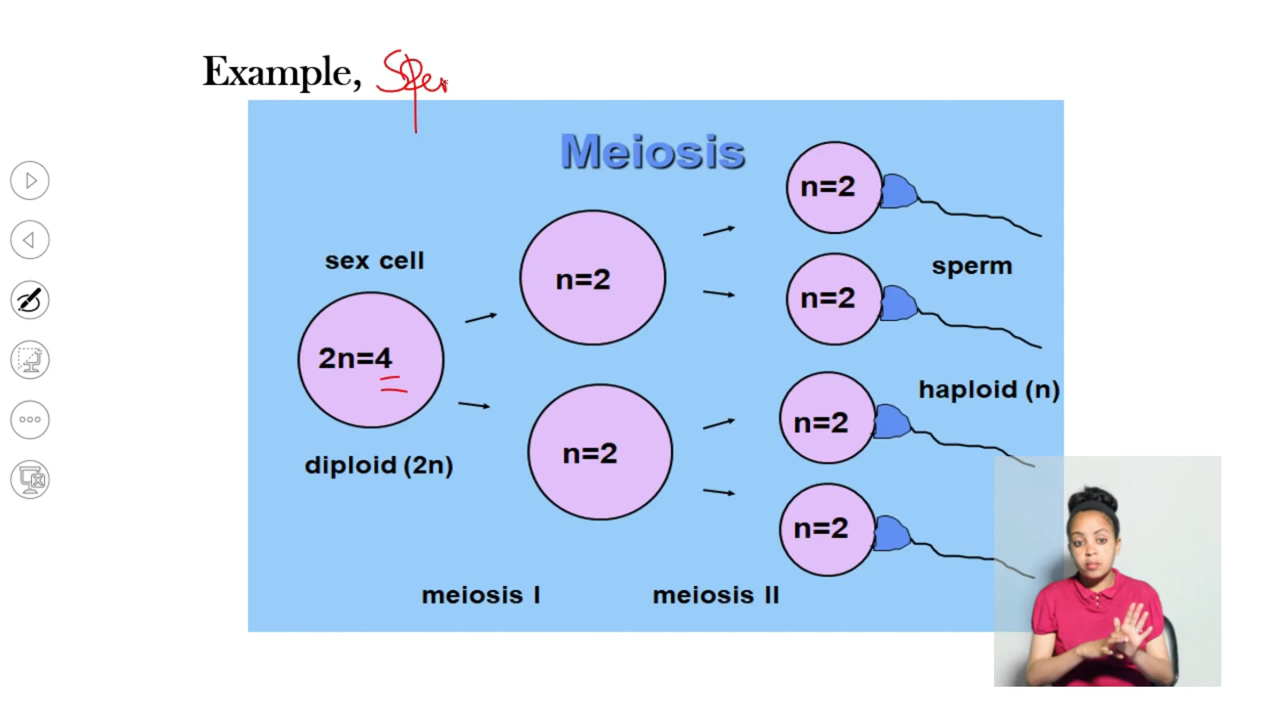 Example, Sper
Meiosis
sex cell
2n=4
diploid (2n)
n=2
n=2
n=2
n=2
n=2
n=2
sperm
haploid (n)
meiosis I
meiosis II